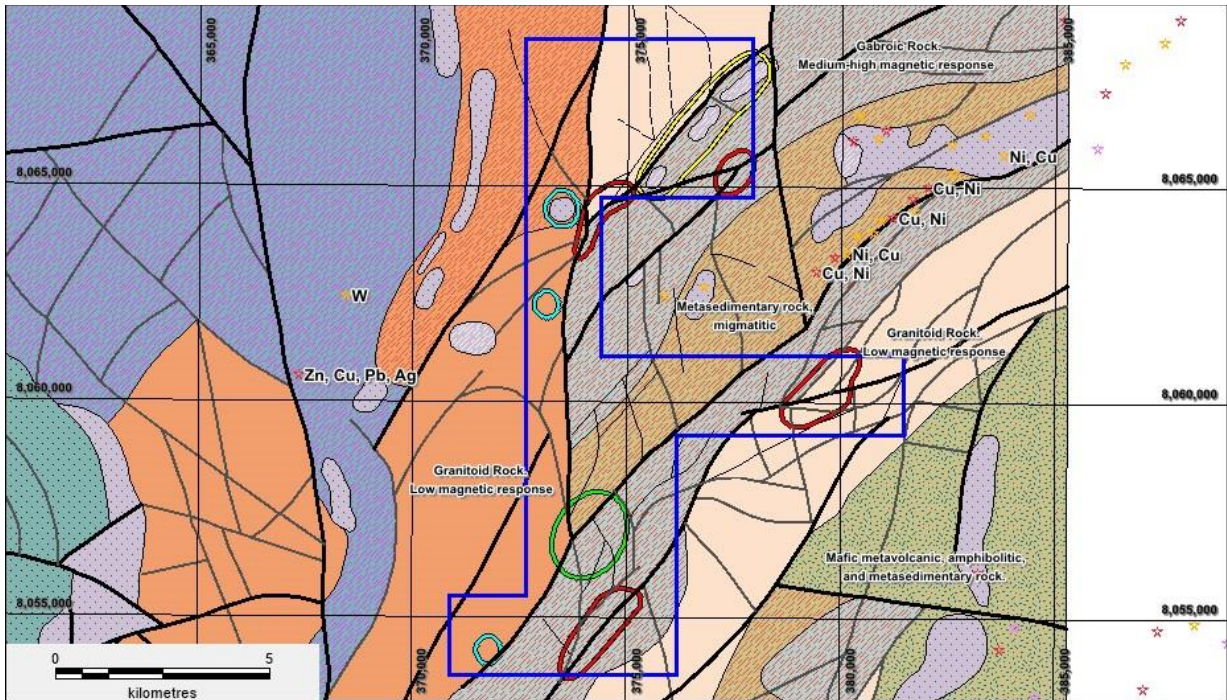 365,000
370,000
375,000
385,000
Gabroic Rock.
Medium-high magnetic response
8,065,000
8,065,000
Ni, Cu
Cu, Ni
Cu, Ni
Ni, Cu
Cu, Ni
W
Metasedimentary rock,
migmatitic
Granitoid Rock.
Low magnetic response
Zn, Cu, Pb, Ag
8,060,000
8,060,000
Granitoid Rock.
Low magnetic response
Mafic metavolcanic, amphibolitic,
and metasedimentary rock.
8,055,000
8,055,000
370,000
375,000
380,000
385,000
0
5
kilometres